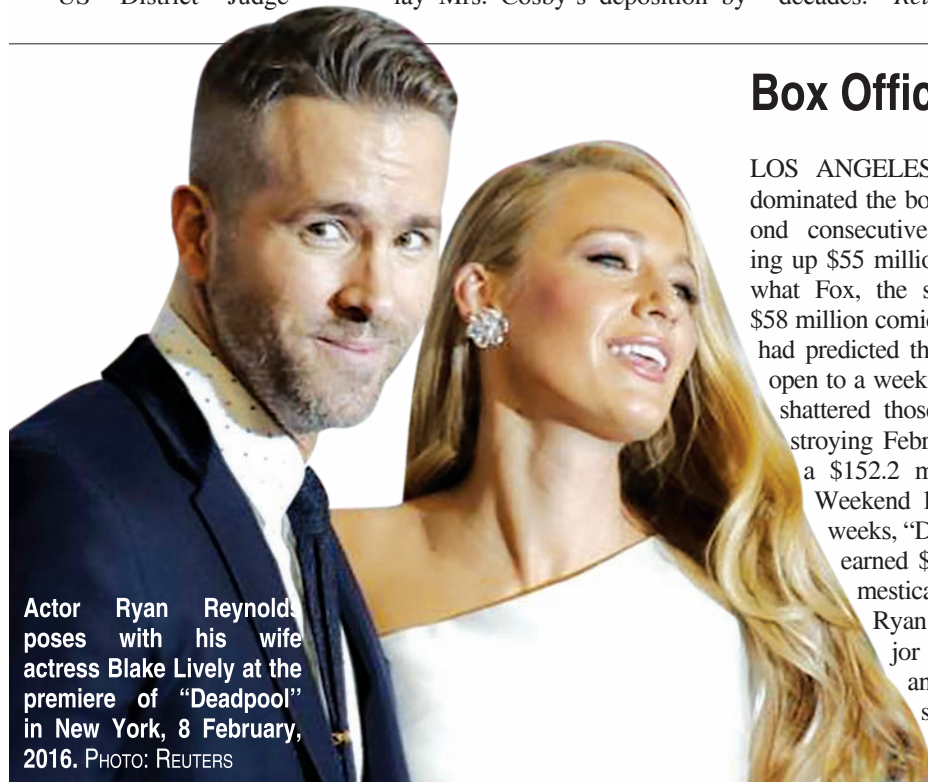 US District Judge
lay Mrs. Cosby's deposition by
decades.
Box Offic
LOS ANGELES
dominated the bo
ond consecutive
ing up $55 millio
what Fox, the s
$58 million comic
had predicted th
open to a week
shattered those
stroying Febr
a $152.2 m
Weekend
weeks, “D
earned $
mestica
Ryan
jor
an
s
Actor Ryan Reynolds
poses with his wife
actress Blake Lively at the
premiere of “Deadpool’’
in New York, 8 February,
2016. PHOTO: REUTERS